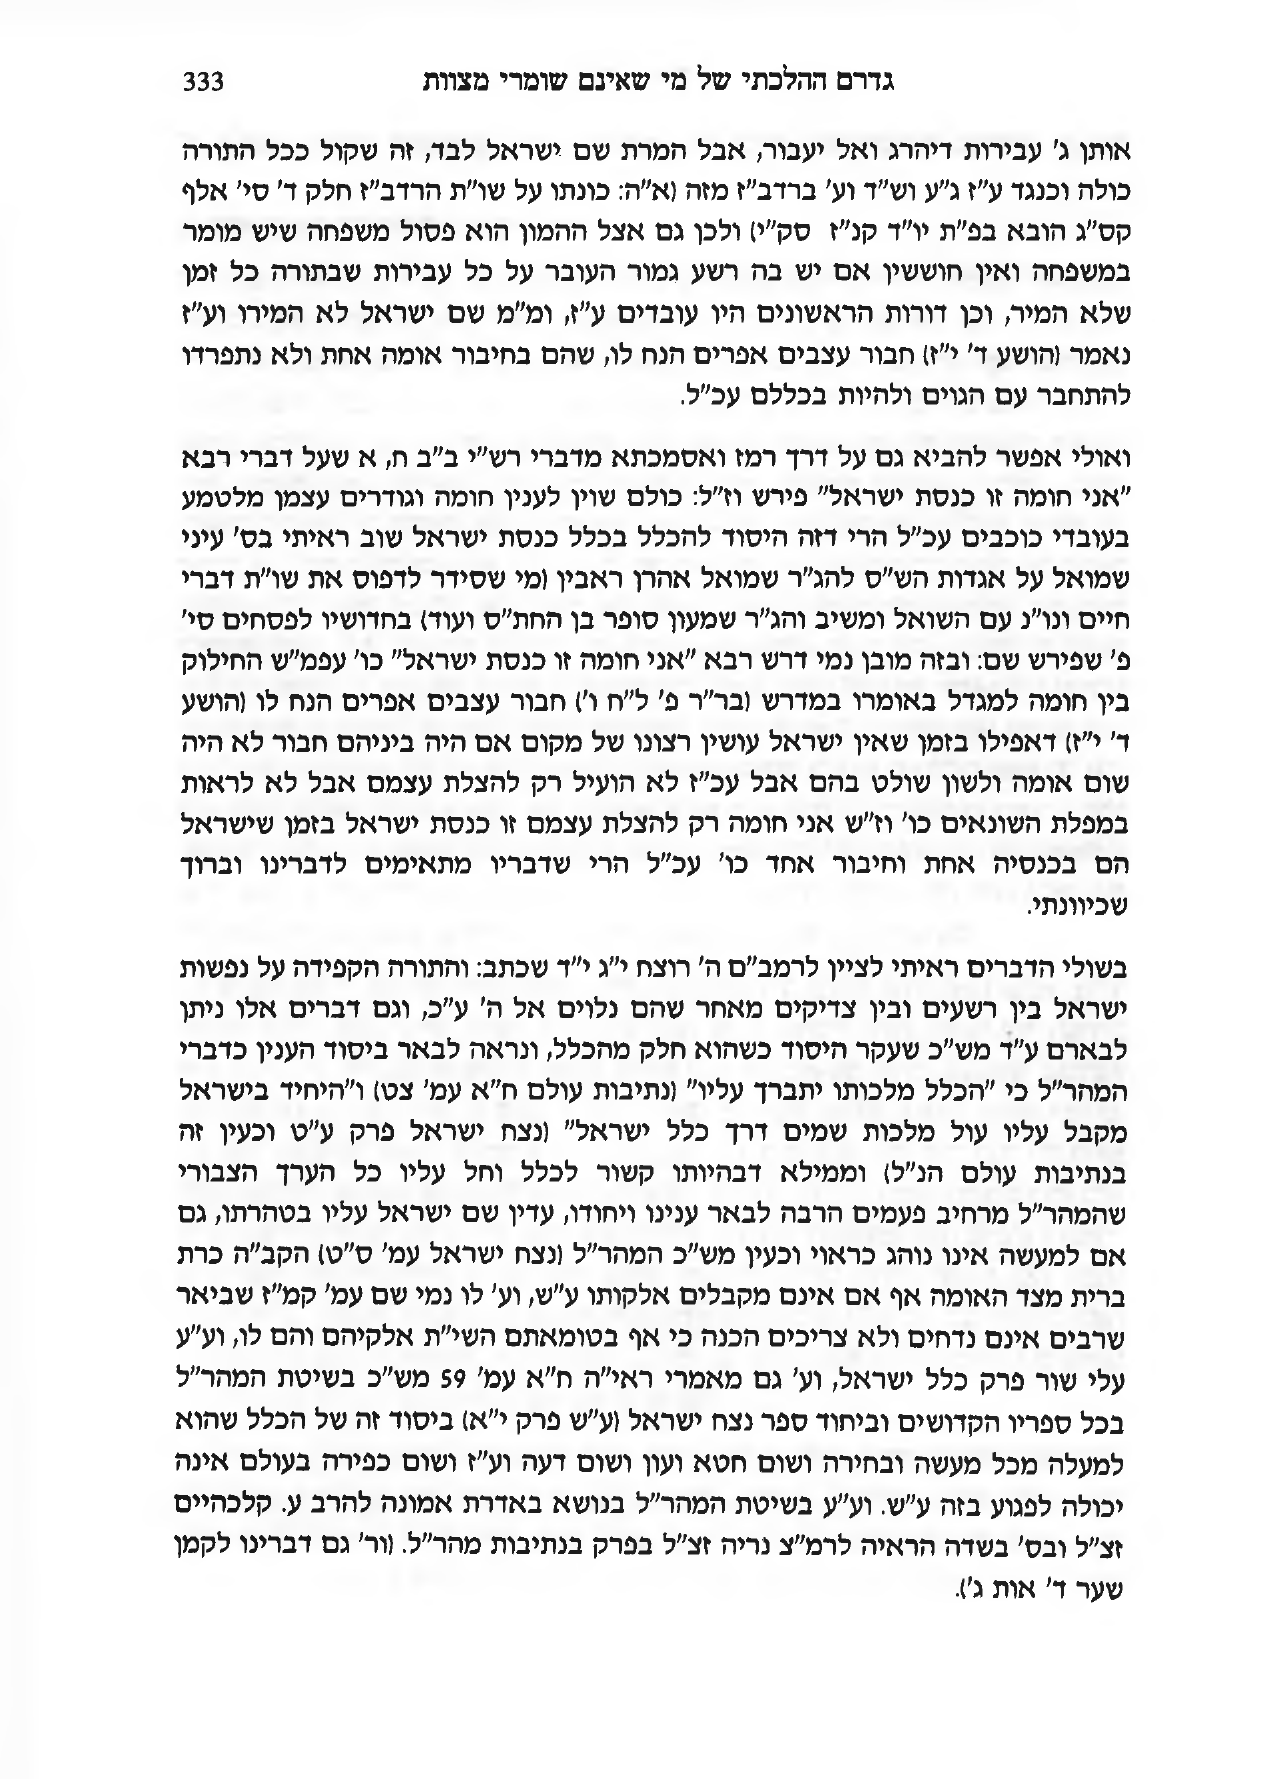 גדרם ההלכתי של מי שאינם שומרי מצוות 333
אותן ג' עבירות דיהרג ואל יעבור, אבל המרת שם ישראל לבד, זה שקול ככל התורה
כולה וכנגד ע"ז ג"ע וש"ד וע' ברדב"ז מזה (א"ה: כונתו על שו"ת הרדב"ז חלק ד' סי' אלף
קס"ג הובא בפ"ת יו"ד קנ"ז סק"י) ולכן גם אצל ההמון הוא פסול משפחה שיש מומר
במשפחה ואין חוששין אם יש בה רשע גמור העובר על כל עבירות שבתורה כל זמן
שלא המיר, וכן דורות הראשונים היו עובדים ע"ז, ומ"מ שם ישראל לא המירו וע"ז
נאמר (הושע ד' י"ז) חבור עצבים אפרים הנח לו, שהם בחיבור אומה אחת ולא נתפרדו
להתחבר עם הגוים ולהיות בכללם עכ"ל.
ואולי אפשר להביא גם על דרך רמז ואסמכתא מדברי רש"י ב"ב ח, א שעל דברי רבא
"אני חומה זו כנסת ישראל" פירש וז"ל: כולם שוין לענין חומה וגודרים עצמן מלטמע
בעובדי כוכבים עכ"ל הרי דזה היסוד להכלל בכלל כנסת ישראל שוב ראיתי בס' עיני
שמואל על אגדות הש"ס להג"ר שמואל אהרן ראבין (מי שסידר לדפוס את שו"ת דברי
חיים ונו"נ עם השואל ומשיב והג"ר שמעון סופר בן החת"ס ועוד) בחדושיו לפסחים סי'
פ' שפירש שם: ובזה מובן נמי דרש רבא "אני חומה זו כנסת ישראל" כו' עפמ"ש החילוק
בין חומה למגדל באומרו במדרש (בר"ר פ' ל"ח ו') חבור עצבים אפרים הנח לו (הושע
ד' י"ז) דאפילו בזמן שאין ישראל עושין רצונו של מקום אם היה ביניהם חבור לא היה
שום אומה ולשון שולט בהם אבל עכ"ז לא הועיל רק להצלת עצמם אבל לא לראות
במפלת השונאים כו' וז"ש אני חומה רק להצלת עצמם זו כנסת ישראל בזמן שישראל
הם בכנסיה אחת וחיבור אחד כו' עכ"ל הרי שדבריו מתאימים לדברינו וברוך
שכיוונתי.
בשולי הדברים ראיתי לציין לרמב"ם ה' רוצח י"ג י"ד שכתב: והתורה הקפידה על נפשות
ישראל בין רשעים ובין צדיקים מאחר שהם נלוים אל ה' ע"כ, וגם דברים אלו ניתן
לבארם ע"ד מש"כ שעקר היסוד כשהוא חלק מהכלל, ונראה לבאר ביסוד הענין כדברי
המהר"ל כי "הכלל מלכותו יתברך עליו" (נתיבות עולם ח"א עמ' צט) ו"היחיד בישראל
מקבל עליו עול מלכות שמים דרך כלל ישראל" (נצח ישראל פרק ע"ט וכעין זה
בנתיבות עולם הנ"ל) וממילא דבהיותו קשור לכלל וחל עליו כל הערך הצבורי
שהמהר"ל מרחיב פעמים הרבה לבאר ענינו ויחודו, עדין שם ישראל עליו בטהרתו, גם
אם למעשה אינו נוהג כראוי וכעין מש"כ המהר"ל (נצח ישראל עמ' ס"ט) הקב"ה כרת
ברית מצד האומה אף אם אינם מקבלים אלקותו ע"ש, וע' לו נמי שם עמ' קמ"ז שביאר
שרבים אינם נדחים ולא צריכים הכנה כי אף בטומאתם השי"ת אלקיהם והם לו, וע"ע
עלי שור פרק כלל ישראל, וע' גם מאמרי ראי"ה ח"א עמ' 59 מש"כ בשיטת המהר"ל
בכל ספריו הקדושים וביחוד ספר נצח ישראל (ע"ש פרק י"א) ביסוד זה של הכלל שהוא
למעלה מכל מעשה ובחירה ושום חטא ועון ושום דעה וע"ז ושום כפירה בעולם אינה
יכולה לפגוע בזה ע"ש. וע"ע בשיטת המהר"ל בנושא באדרת אמונה להרב ע. קלכהיים
זצ"ל ובס' בשדה הראיה לרמ"צ נריה זצ"ל בפרק בנתיבות מהר"ל. (ור' גם דברינו לקמן
שער ד' אות ג').